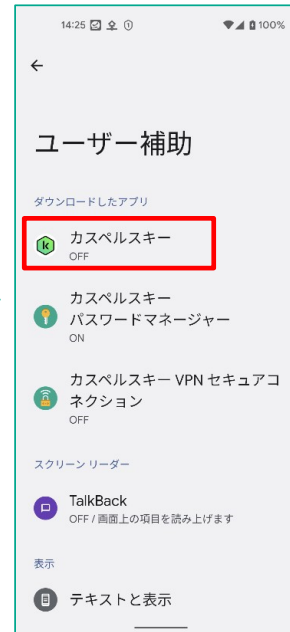 14:25 100%
ユーザー補助
ダウンロードしたアプリ
カスペルスキー
OFF
カスペルスキー
パスワードマネージャー
ON
カスペルスキー VPN セキュアコ
ネクション
OFF
スクリーン リーダー
TalkBack
OFF / 画面上の項目を読み上げます
表示
テキストと表示